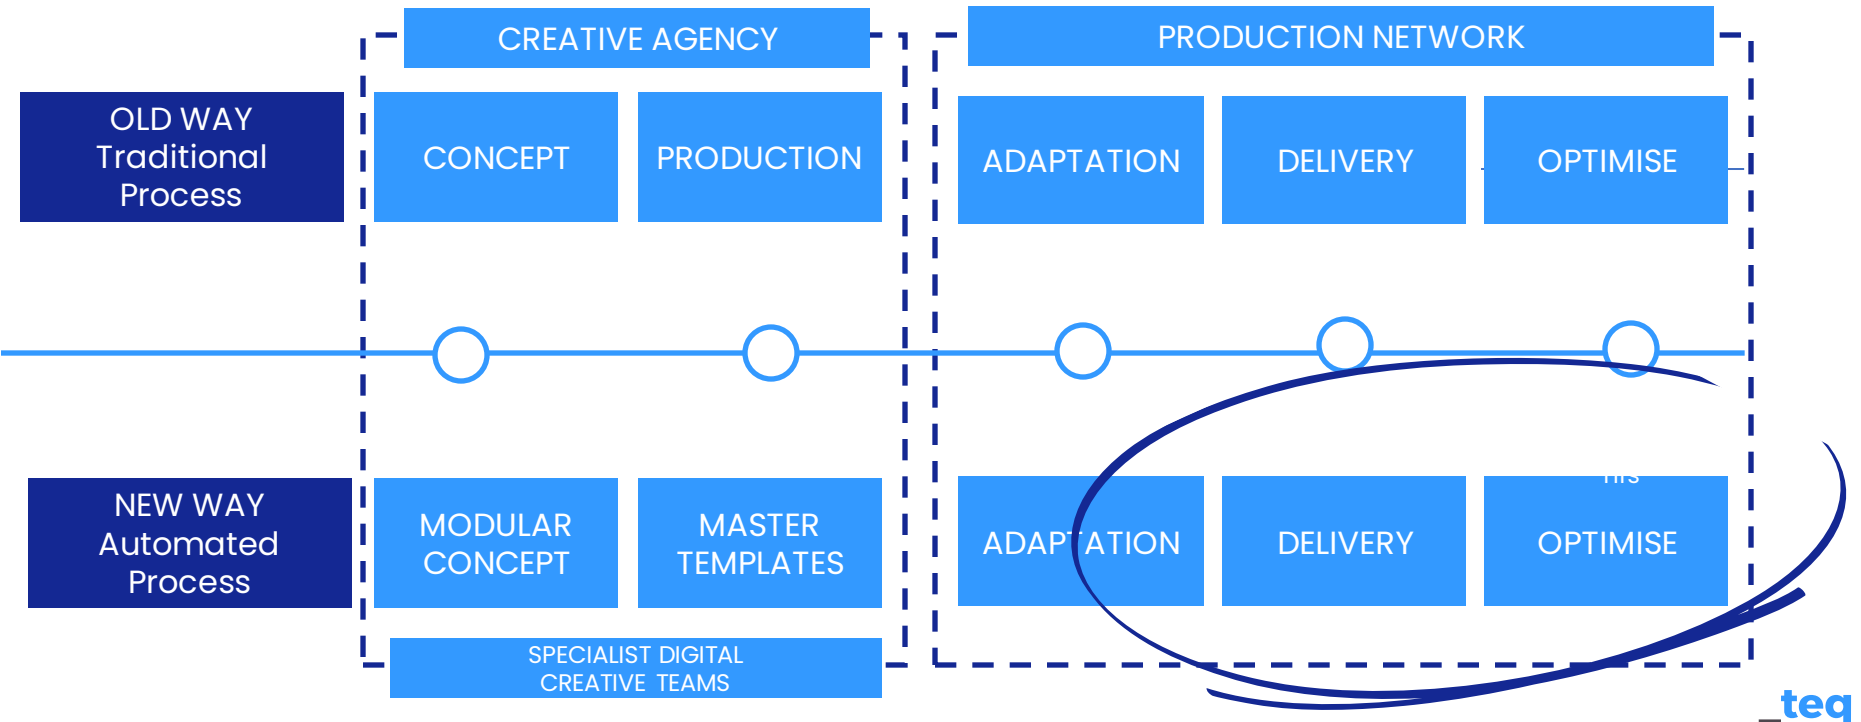 CREATIVE AGENCY
PRODUCTION NETWORK
OLD WAY
Traditional
Process
CONCEPT
PRODUCTION
ADAPTATION
DELIVERY
OPTIMISE
NEW WAY
Automated
Process
MODULAR
CONCEPT
MASTER
TEMPLATES
ADAPTATION
DELIVERY
OPTIMISE
SPECIALIST DIGITAL
CREATIVE TEAMS
_teq